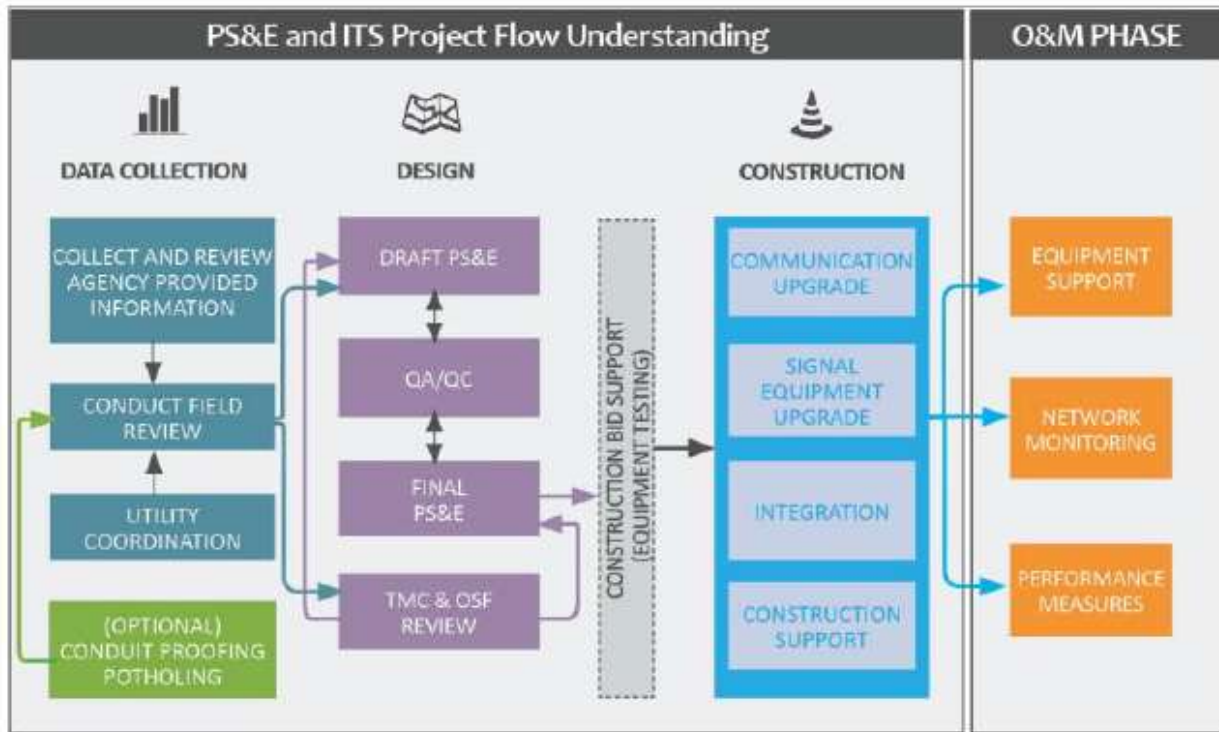 PS&E and ITS Project Flow Understanding
O&M PHASE
DATA COLLECTION
DESIGN
CONSTRUCTION
COLLECT AND REVIEW
AGENCY PROVIDED
INFORMATION
CONDUCT FIELD
REVIEW
UTILITY
COORDINATION
(OPTIONAL)
CONDUIT PROOFING
POTHOLING
DRAFT PS&E
QA/QC
FINAL
PS&E
TMC & OSF
REVIEW
CONSTRUCTION BID SUPPORT
(EQUIPMENT TESTING)
COMMUNICATION
UPGRADE
SIGNAL
EQUIPMENT
UPGRADE
INTEGRATION
CONSTRUCTION
SUPPORT
EQUIPMENT
SUPPORT
NETWORK
MONITORING
PERFORMANCE
MEASURES